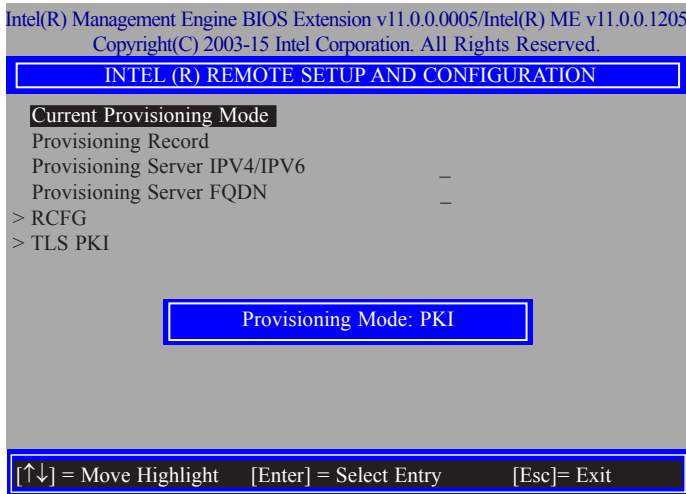 Intel(R) Management Engine BIOS Extension v11.0.0.0005/Intel(R) ME v11.0.0.1205
Copyright(C) 2003-15 Intel Corporation. All Rights Reserved.
INTEL (R) REMOTE SETUP AND CONFIGURATION
Current Provisioning Mode
Provisioning Record
Provisioning Server IPV4/IPV6 _
Provisioning Server FQDN _
> RCFG
> TLS PKI
Provisioning Mode: PKI
[↑↓] = Move Highlight [Enter] = Select Entry [Esc]= Exit